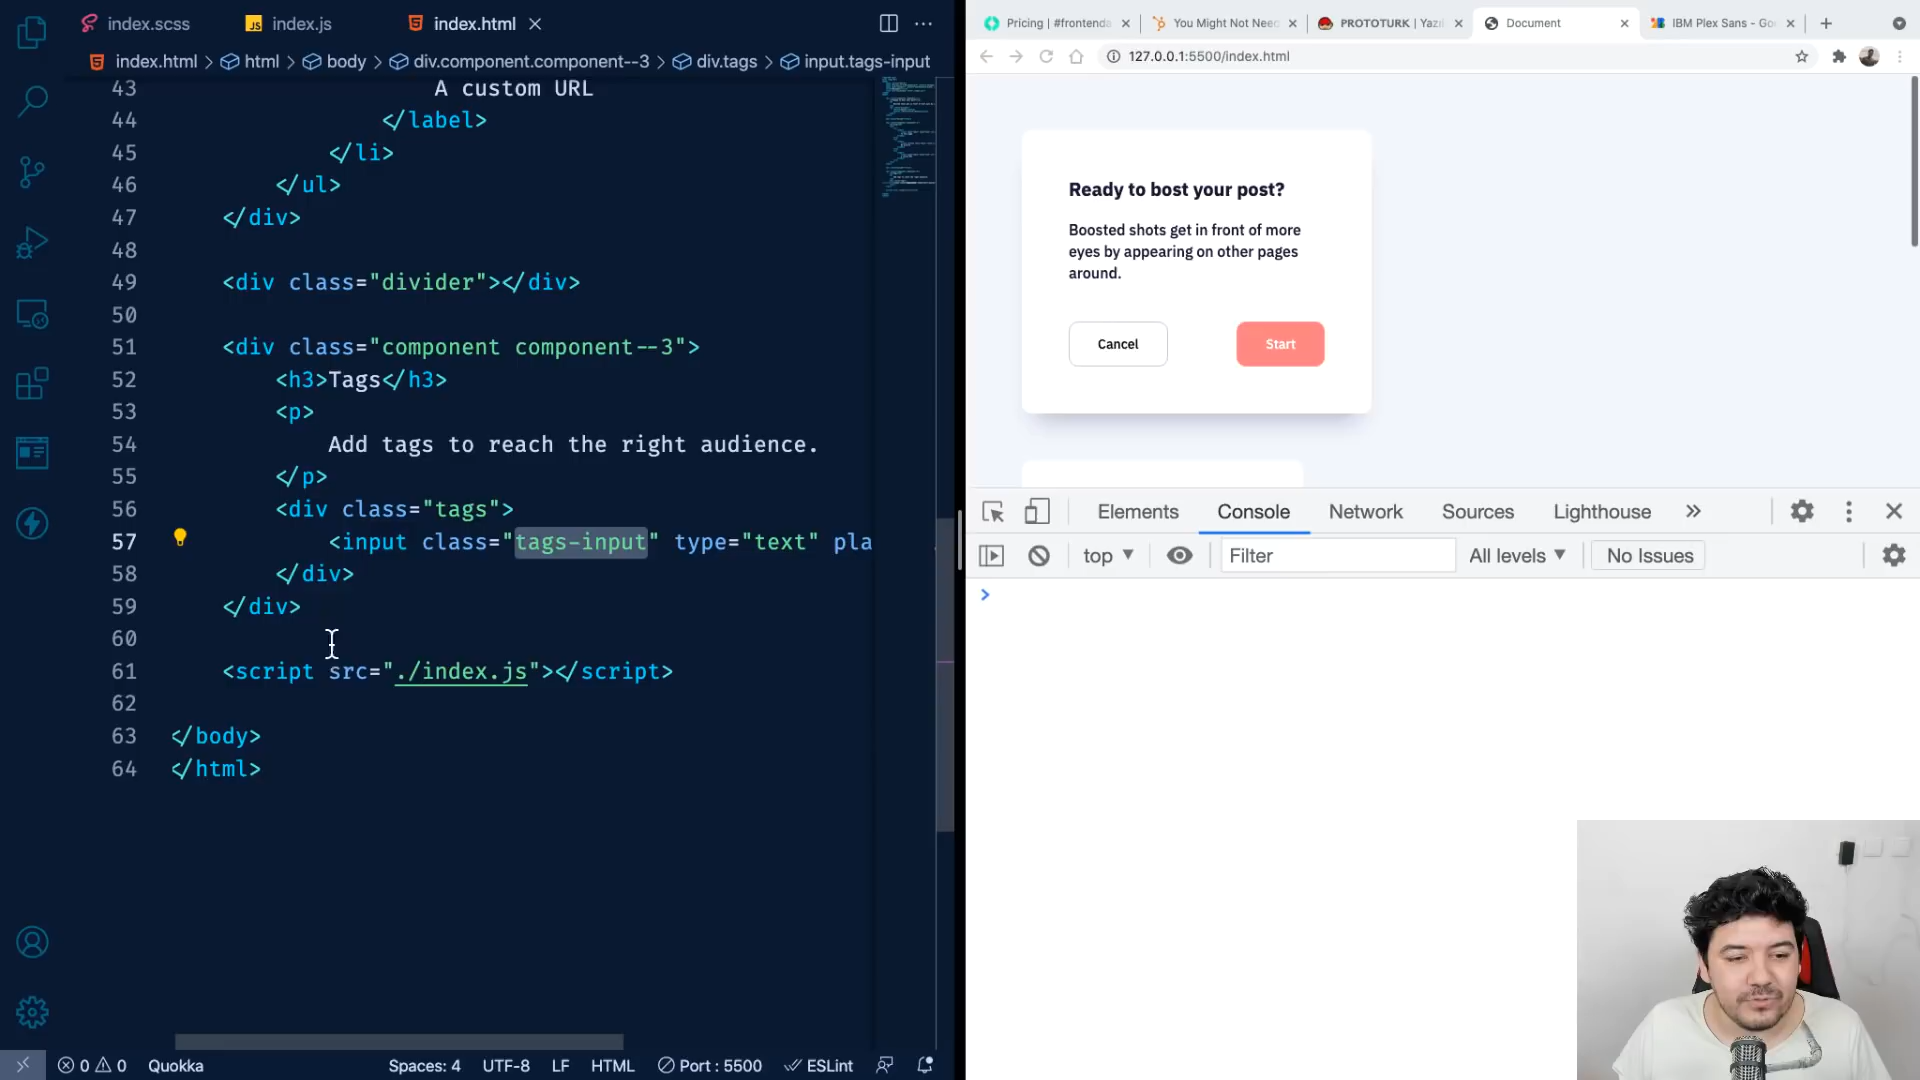 index.scss
index.js
index.html
index.html > html > body > div.component.component--3 > div.tags > input.tags-input
43 A custom URL
44 </label>
45 </li>
46 </ul>
47 </div>
48
49 <div class="divider"></div>
50
51 <div class="component component--3">
52 <h3>Tags</h3>
53 <p>
54 Add tags to reach the right audience.
55 </p>
56 <div class="tags">
57 <input class="tags-input" type="text" pla
58 </div>
59 </div>
60
61 <script src="./index.js"></script>
62
63 </body>
64 </html>
0 0 Quokka Spaces: 4 UTF-8 LF HTML Port : 5500 ESLint
Pricing | #frontenda
You Might Not Nee
PROTOTURK | Yazı
Document
IBM Plex Sans - Go
127.0.0.1:5500/index.html
Ready to bost your post?
Boosted shots get in front of more
eyes by appearing on other pages
around.
Cancel
Start
Elements Console Network Sources Lighthouse
top Filter All levels No Issues